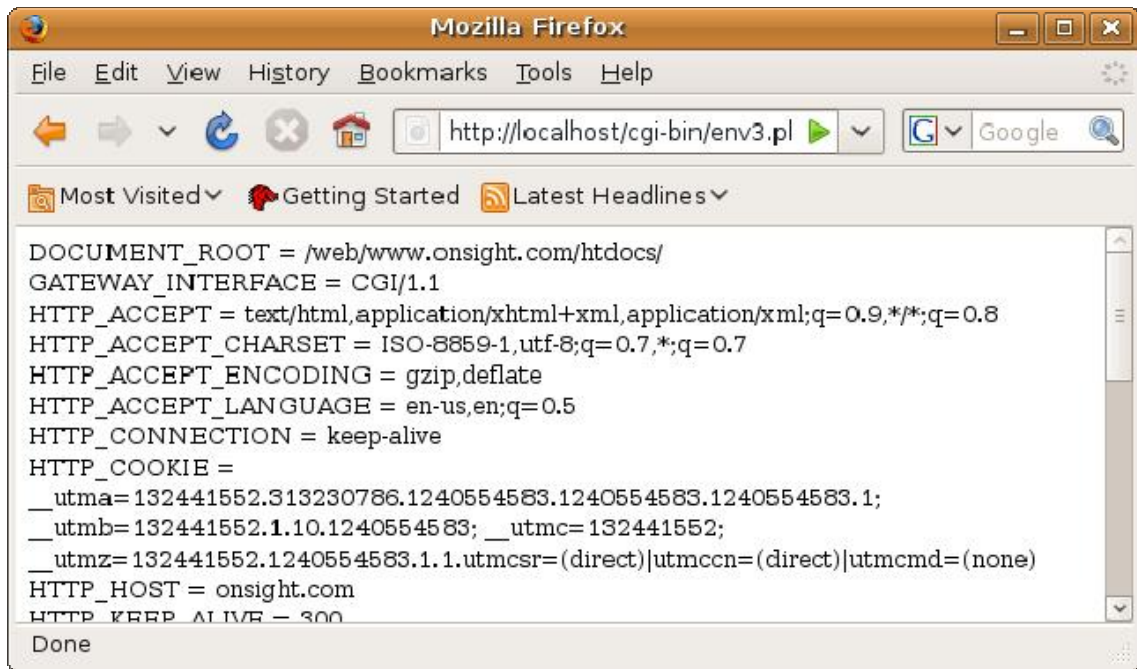 Mozilla Firefox
File Edit View History Bookmarks Tools Help
http://localhost/cgi-bin/env3.pl G Google
Most Visited Getting Started Latest Headlines
DOCUMENT_ROOT = /web/www.onsight.com/htdocs/
GATEWAY_INTERFACE = CGI/1.1
HTTP_ACCEPT = text/html,application/xhtml+xml,application/xml;q=0.9,*/*;q=0.8
HTTP_ACCEPT_CHARSET = ISO-8859-1,utf-8;q=0.7,*;q=0.7
HTTP_ACCEPT_ENCODING = gzip,deflate
HTTP_ACCEPT_LANGUAGE = en-us,en;q=0.5
HTTP_CONNECTION = keep-alive
HTTP_COOKIE =
__utma=132441552.313230786.1240554583.1240554583.1240554583.1;
__utmb=132441552.1.10.1240554583; __utmc=132441552;
__utmz=132441552.1240554583.1.1.utmcsr=(direct)|utmccn=(direct)|utmcmd=(none)
HTTP_HOST = onsight.com
HTTP_KEEP_ALIVE = 300
Done